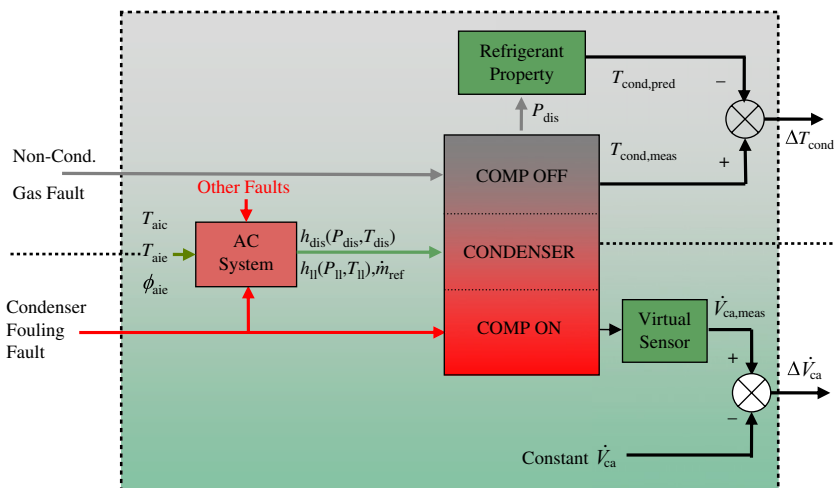 Refrigerant
Property
T_cond,pred
−
P_dis
ΔT_cond
Non-Cond.
Gas Fault
T_cond,meas
+
COMP OFF
Other Faults
T_aic
T_aie
ϕ_aie
AC
System
h_dis(P_dis,T_dis)
h_ll(P_ll,T_ll),ṁ_ref
CONDENSER
Condenser
Fouling
Fault
COMP ON
Virtual
Sensor
V̇_ca,meas
+
ΔV̇_ca
−
Constant V̇_ca